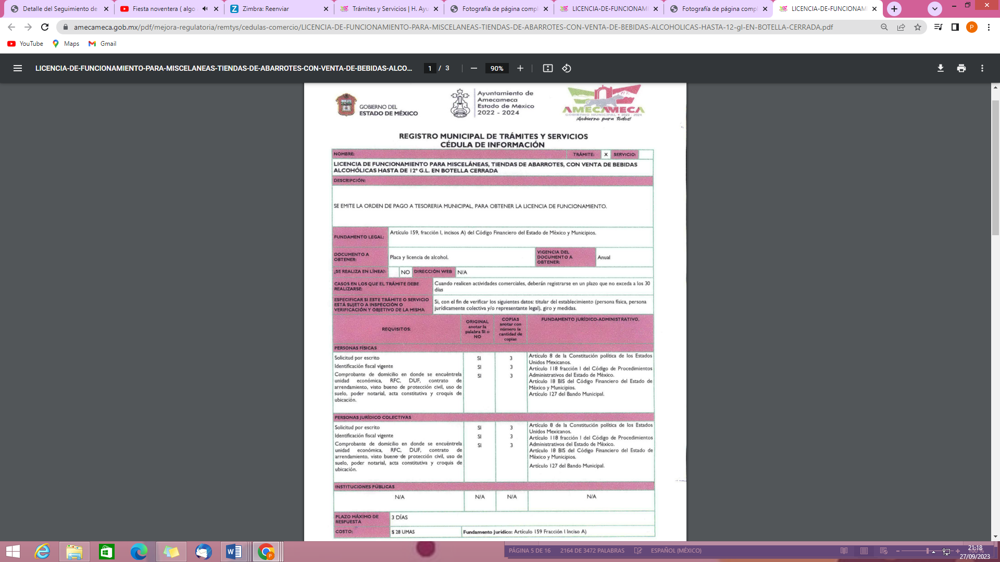 Detalle del Seguimiento de
Fiesta noventera ( algo
Zimbra: Reenviar
Trámites y Servicios | H. Ayu
Fotografía de página compl
LICENCIA-DE-FUNCIONAMI
Fotografía de página compl
LICENCIA-DE-FUNCIONAM
amecameca.gob.mx/pdf/mejora-regulatoria/remtys/cedulas-comercio/LICENCIA-DE-FUNCIONAMIENTO-PARA-MISCELANEAS-TIENDAS-DE-ABARROTES-CON-VENTA-DE-BEBIDAS-ALCOHOLICAS-HASTA-12-gl-EN-BOTELLA-CERRADA.pdf
P
YouTube
Maps
Gmail
LICENCIA-DE-FUNCIONAMIENTO-PARA-MISCELANEAS-TIENDAS-DE-ABARROTES-CON-VENTA-DE-BEBIDAS-ALCO...
1 / 3
90%
GOBIERNO DEL
ESTADO DE MÉXICO
Ayuntamiento de
Amecameca
Estado de México
2022 - 2024
AMECAMECA
GOBIERNO MUNICIPAL • 2022 - 2024
¡Gobierno para Todos!
REGISTRO MUNICIPAL DE TRÁMITES Y SERVICIOS
CÉDULA DE INFORMACIÓN
NOMBRE:
TRÁMITE: X SERVICIO:
LICENCIA DE FUNCIONAMIENTO PARA MISCELÁNEAS, TIENDAS DE ABARROTES, CON VENTA DE BEBIDAS
ALCOHÓLICAS HASTA DE 12° G.L. EN BOTELLA CERRADA
DESCRIPCIÓN:
SE EMITE LA ORDEN DE PAGO A TESORERIA MUNICIPAL, PARA OBTENER LA LICENCIA DE FUNCIONAMIENTO.
FUNDAMENTO LEGAL:
Artículo 159, fracción I, incisos A) del Código Financiero del Estado de México y Municipios.
DOCUMENTO A
OBTENER:
Placa y licencia de alcohol.
VIGENCIA DEL
DOCUMENTO A
OBTENER:
Anual
¿SE REALIZA EN LÍNEA?:
NO
DIRECCIÓN WEB
N/A
CASOS EN LOS QUE EL TRÁMITE DEBE
REALIZARSE:
Cuando realicen actividades comerciales, deberán registrarse en un plazo que no exceda a los 30
días
ESPECIFICAR SI ESTE TRÁMITE O SERVICIO
ESTÁ SUJETO A INSPECCIÓN O
VERIFICACIÓN Y OBJETIVO DE LA MISMA
Si, con el fin de verificar los siguientes datos: titular del establecimiento (persona física, persona
jurídicamente colectiva y/o representante legal), giro y medidas.
REQUISITOS:
ORIGINAL
anotar la
palabra SI o
NO
COPIAS
anotar con
número la
cantidad de
copias
FUNDAMENTO JURÍDICO-ADMINISTRATIVO.
PERSONAS FÍSICAS
Solicitud por escrito
Identificación fiscal vigente
Comprobante de domicilio en donde se encuéntrela
unidad económica, RFC, DUF, contrato de
arrendamiento, visto bueno de protección civil, uso de
suelo, poder notarial, acta constitutiva y croquis de
ubicación.
SI
SI
SI
3
3
3
Artículo 8 de la Constitución política de los Estados
Unidos Mexicanos.
Artículo 118 fracción I del Código de Procedimientos
Administrativos del Estado de México.
Artículo 18 BIS del Código Financiero del Estado de
México y Municipios.
Artículo 127 del Bando Municipal.
PERSONAS JURÍDICO COLECTIVAS
Solicitud por escrito
Identificación fiscal vigente
Comprobante de domicilio en donde se encuéntrela
unidad económica, RFC, DUF, contrato de
arrendamiento, visto bueno de protección civil, uso de
suelo, poder notarial, acta constitutiva y croquis de
ubicación.
SI
SI
SI
3
3
3
Artículo 8 de la Constitución política de los Estados
Unidos Mexicanos.
Artículo 118 fracción I del Código de Procedimientos
Administrativos del Estado de México.
Artículo 18 BIS del Código Financiero del Estado de
México y Municipios.
Artículo 127 del Bando Municipal.
INSTITUCIONES PÚBLICAS
N/A
N/A
N/A
N/A
PLAZO MÁXIMO DE
RESPUESTA
3 DÍAS
COSTO:
$ 28 UMAS
Fundamento Jurídico: Artículo 159 Fracción I Inciso A)
PÁGINA 5 DE 16
2164 DE 3472 PALABRAS
ESPAÑOL (MÉXICO)
100 %
21:18
27/09/2023